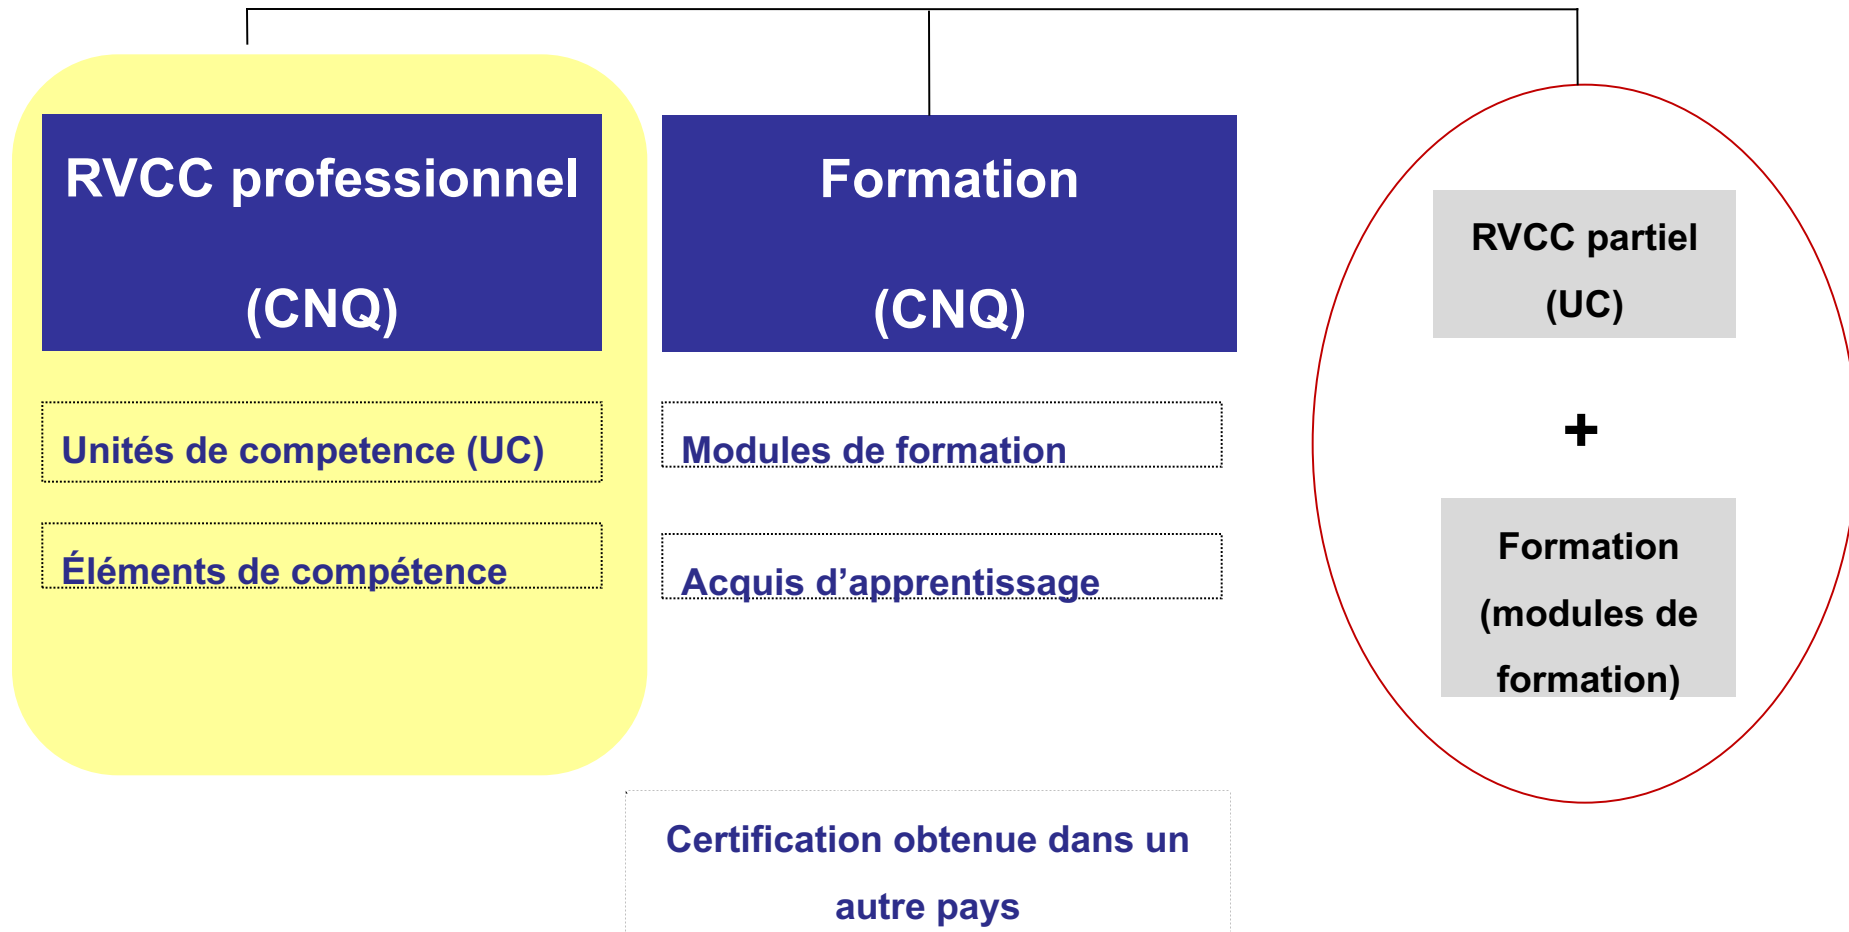 RVCC professionnel
(CNQ)
Unités de competence (UC)
Éléments de compétence
Formation
(CNQ)
Modules de formation
Acquis d’apprentissage
RVCC partiel
(UC)
+
Formation
(modules de
formation)
Certification obtenue dans un
autre pays